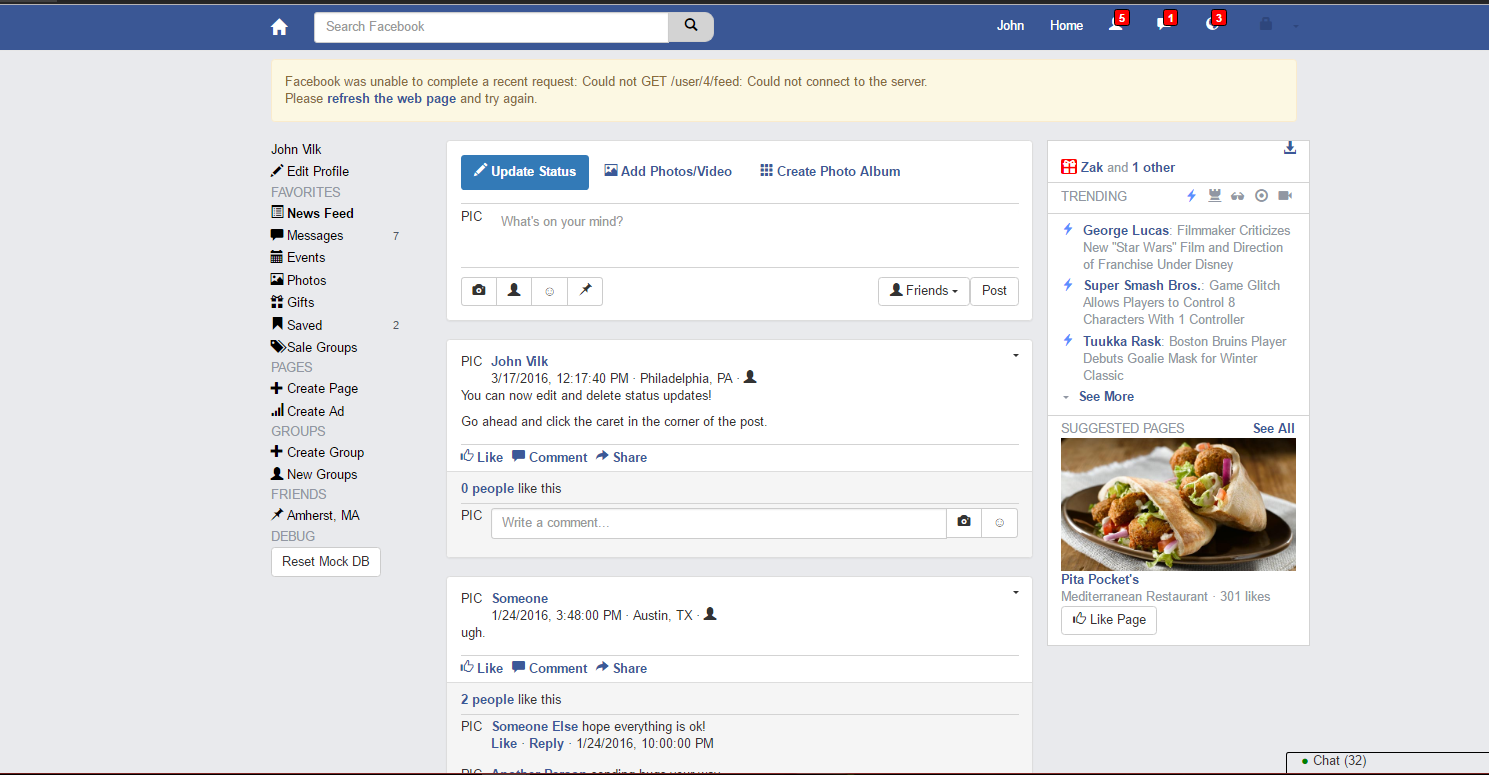 Search Facebook
John Home 5 1 3
Facebook was unable to complete a recent request: Could not GET /user/4/feed: Could not connect to the server.
Please refresh the web page and try again.
John Vilk
Edit Profile
FAVORITES
News Feed
Messages 7
Events
Photos
Gifts
Saved 2
Sale Groups
PAGES
Create Page
Create Ad
GROUPS
Create Group
New Groups
FRIENDS
Amherst, MA
DEBUG
Reset Mock DB
Update Status Add Photos/Video Create Photo Album
PIC What's on your mind?
Friends Post
PIC John Vilk
3/17/2016, 12:17:40 PM · Philadelphia, PA ·
You can now edit and delete status updates!
Go ahead and click the caret in the corner of the post.
Like Comment Share
0 people like this
PIC Write a comment...
PIC Someone
1/24/2016, 3:48:00 PM · Austin, TX ·
ugh.
Like Comment Share
2 people like this
PIC Someone Else hope everything is ok!
Like · Reply · 1/24/2016, 10:00:00 PM
PIC Another Person sending hugs your way
Zak and 1 other
TRENDING
George Lucas: Filmmaker Criticizes
New "Star Wars" Film and Direction
of Franchise Under Disney
Super Smash Bros.: Game Glitch
Allows Players to Control 8
Characters With 1 Controller
Tuukka Rask: Boston Bruins Player
Debuts Goalie Mask for Winter
Classic
See More
SUGGESTED PAGES See All
Pita Pocket's
Mediterranean Restaurant · 301 likes
Like Page
Chat (32)